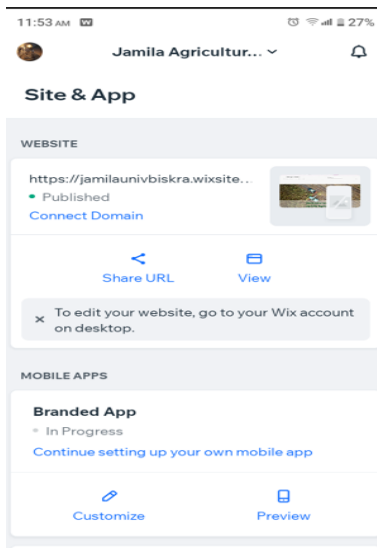 11:53 AM W 27%
Jamila Agricultur...
Site & App
WEBSITE
https://jamilaunivbiskra.wixsite...
Published
Connect Domain
Share URL View
To edit your website, go to your Wix account
on desktop.
MOBILE APPS
Branded App
In Progress
Continue setting up your own mobile app
Customize Preview